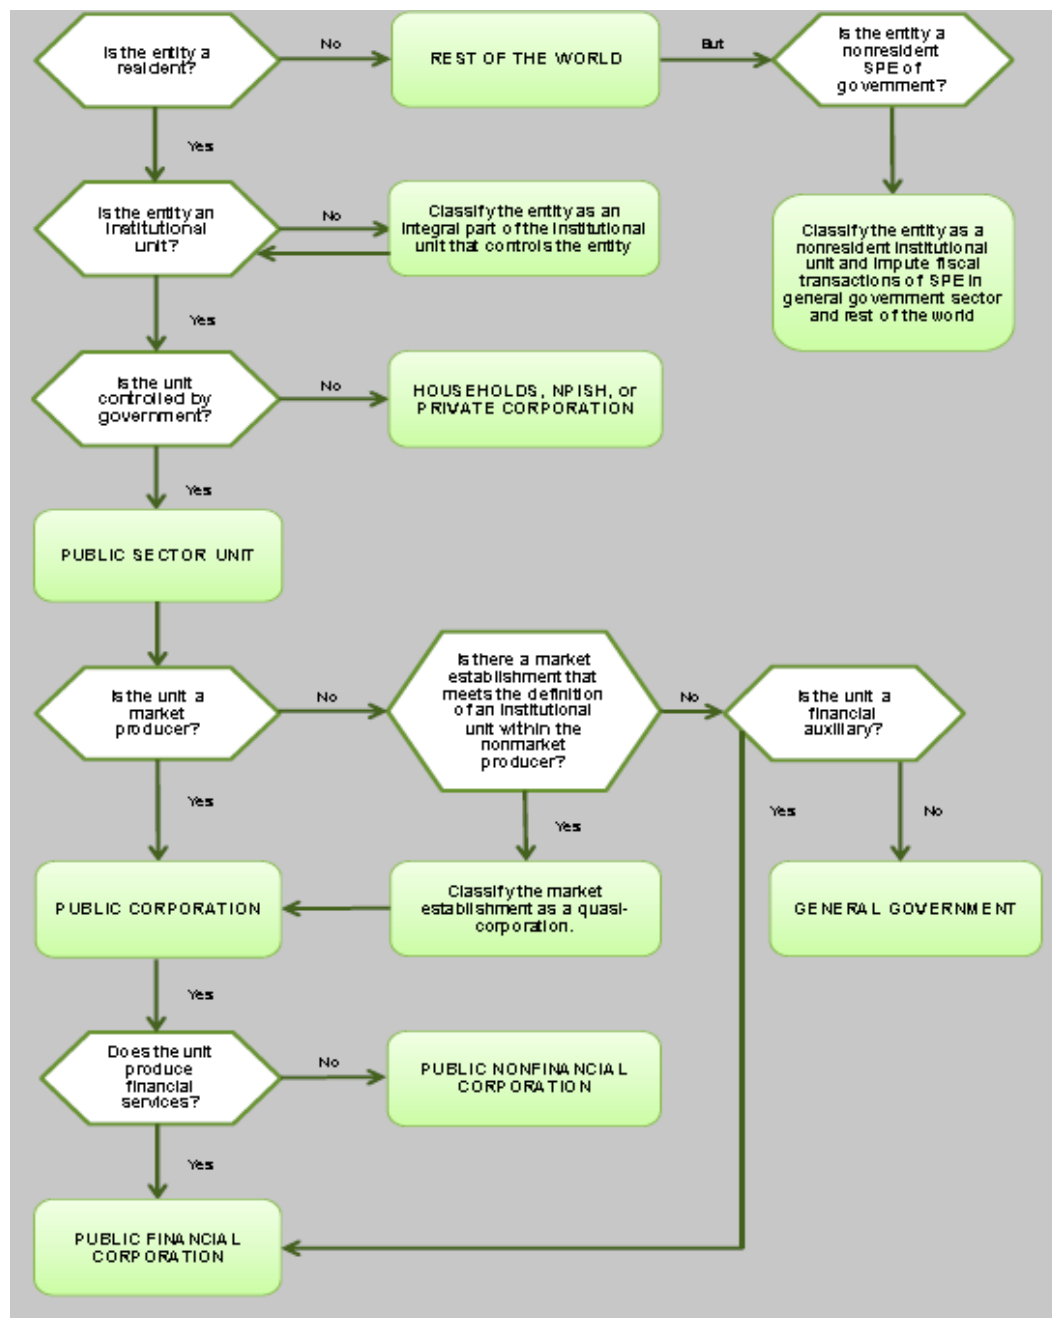 Is the entity a
resident?
No
REST OF THE WORLD
But
Is the entity a
nonresident
SPE of
government?
Yes
Is the entity an
institutional
unit?
No
Classify the entity as an
integral part of the institutional
unit that controls the entity
Classify the entity as a
nonresident institutional
unit and impute fiscal
transactions of SPE in
general government sector
and rest of the world
Yes
Is the unit
controlled by
government?
No
HOUSEHOLDS, NPISH, or
PRIVATE CORPORATION
Yes
PUBLIC SECTOR UNIT
Is the unit a
market
producer?
No
Is there a market
establishment that
meets the definition
of an institutional
unit within the
nonmarket
producer?
No
Is the unit a
financial
auxiliary?
Yes
Yes
Yes
No
PUBLIC CORPORATION
Classify the market
establishment as a quasi-
corporation.
GENERAL GOVERNMENT
Yes
Does the unit
produce
financial
services?
No
PUBLIC NONFINANCIAL
CORPORATION
Yes
PUBLIC FINANCIAL
CORPORATION